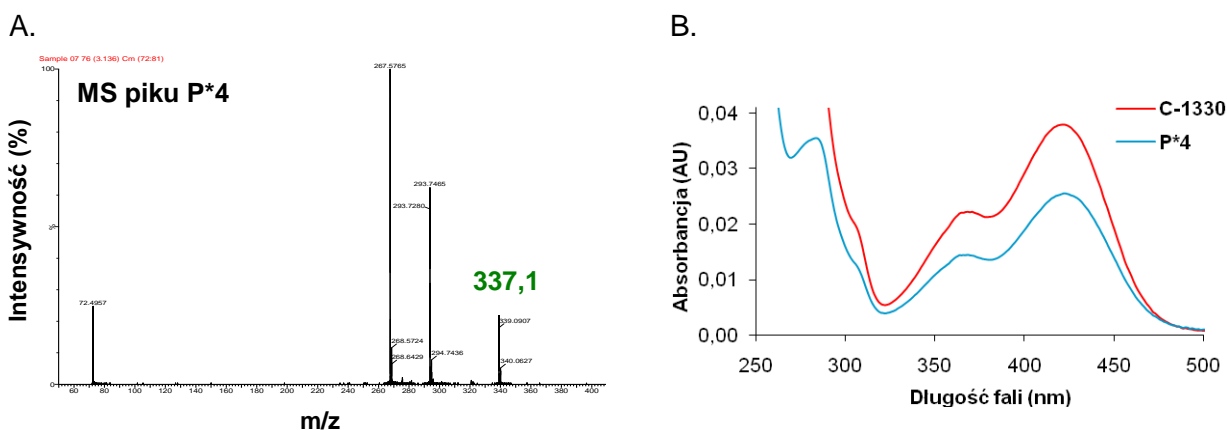 A.
Sample 07 76 (3.136) Cm (72:81)
100
267.5765
MS piku P*4
Intensywność (%)
%
293.7465
293.7280
337,1
72.4957
339.0907
268.5724
268.6429
294.7436
340.0627
0
60 80 100 120 140 160 180 200 220 240 260 280 300 320 340 360 380 400
m/z
B.
C-1330
P*4
Absorbancja (AU)
0,04
0,03
0,02
0,01
0,00
250 300 350 400 450 500
Długość fali (nm)